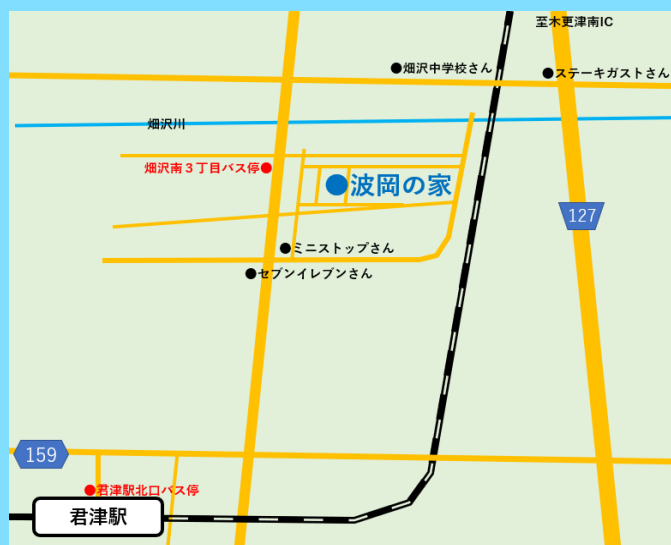 至木更津南IC
●畑沢中学校さん
●ステーキガストさん
畑沢川
畑沢南３丁目バス停●
●波岡の家
127
●ミニストップさん
●セブンイレブンさん
159
●君津駅北口バス停
君津駅